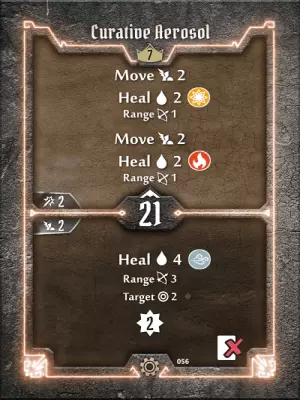 Curative Aerosol
7
Move 2
Heal 2
Range 1
Move 2
Heal 2
Range 1
2
21
2
Heal 4
Range 3
Target 2
2
056